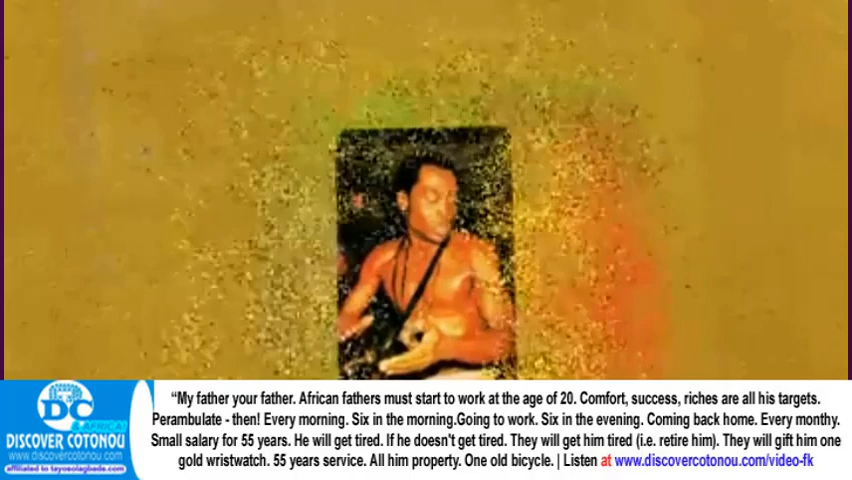 “My father your father. African fathers must start to work at the age of 20. Comfort, success, riches are all his targets.
Perambulate - then! Every morning. Six in the morning.Going to work. Six in the evening. Coming back home. Every monthy.
Small salary for 55 years. He will get tired. If he doesn't get tired. They will get him tired (i.e. retire him). They will gift him one
gold wristwatch. 55 years service. All him property. One old bicycle. | Listen at www.discovercotonou.com/video-fk
DC
& AFRICA!
DISCOVER COTONOU
www.discovercotonou.com
affiliated to tayosolagbade.com